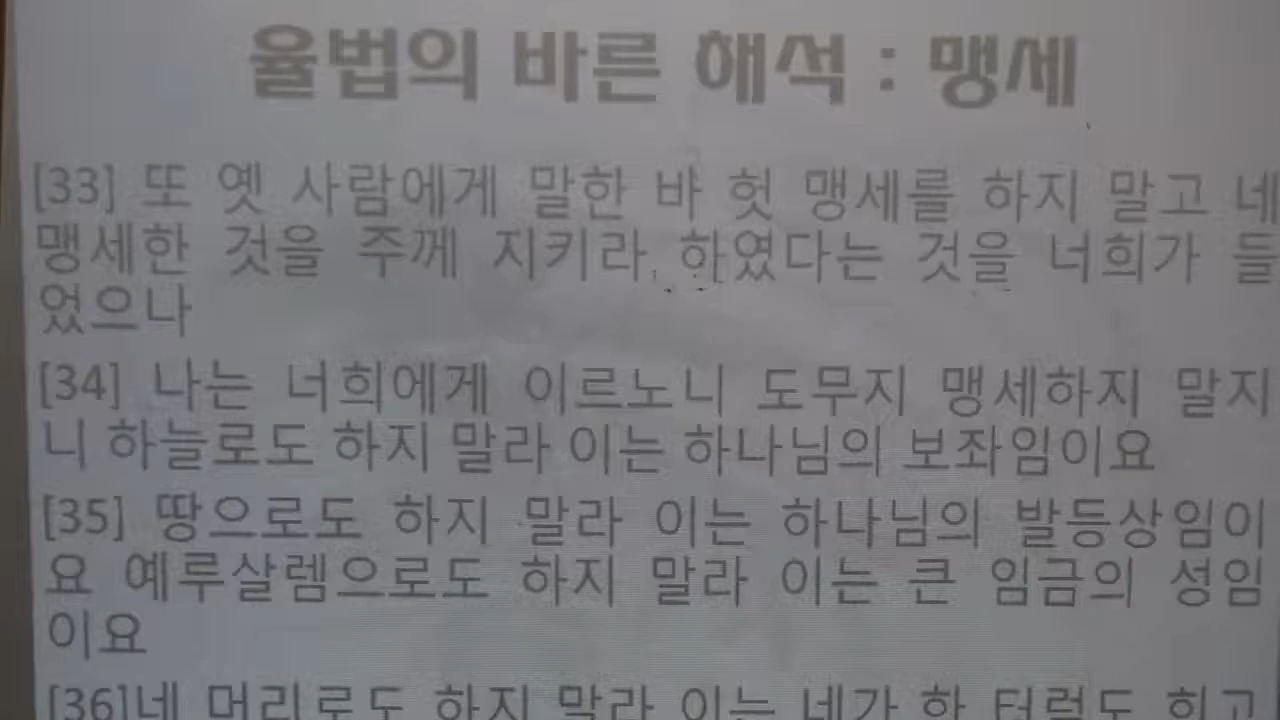 율법의 바른 해석 : 맹세
[33] 또 옛 사람에게 말한 바 헛 맹세를 하지 말고 네
맹세한 것을 주께 지키라 하였다는 것을 너희가 들
었으나
[34] 나는 너희에게 이르노니 도무지 맹세하지 말지
니 하늘로도 하지 말라 이는 하나님의 보좌임이요
[35] 땅으로도 하지 말라 이는 하나님의 발등상임이
요 예루살렘으로도 하지 말라 이는 큰 임금의 성임
이요
[36]네 머리로도 하지 말라 이는 네가 한 터럭도 희고